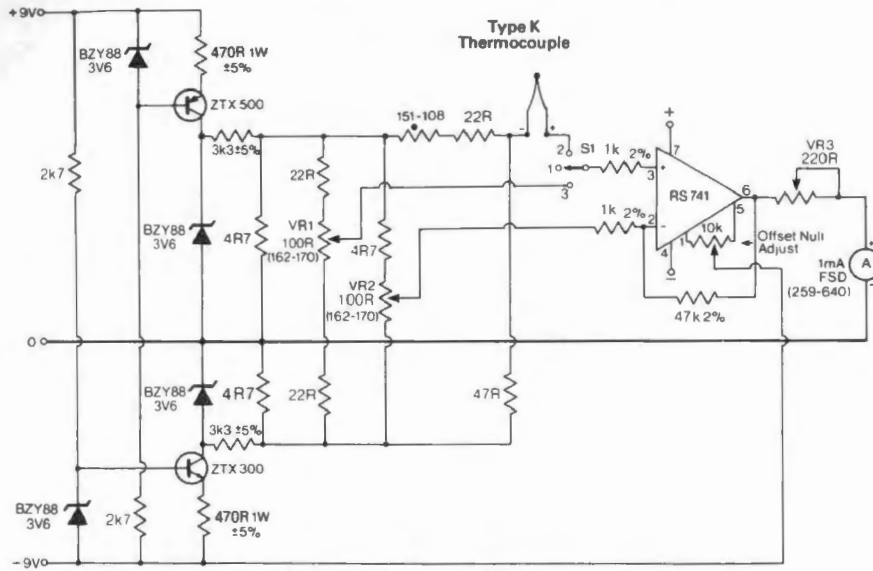 +9V
BZY88
3V6
470R 1W
±5%
ZTX 500
2k7
3k3±5%
151-108
22R
Type K
Thermocouple
-
+
2
1
3
S1
1k
2%
3
+
+
7
RS 741
6
5
VR3
220R
22R
VR1
100R
(162-170)
4R7
4R7
VR2
100R
(162-170)
1k
2%
2
-
4
-
1
10k
Offset Null
Adjust
47k 2%
+
A
-
1mA
FSD
(259-640)
BZY88
3V6
0
BZY88
3V6
4R7
22R
47R
3k3 ±5%
ZTX 300
BZY88
3V6
2k7
470R 1W
±5%
-9V